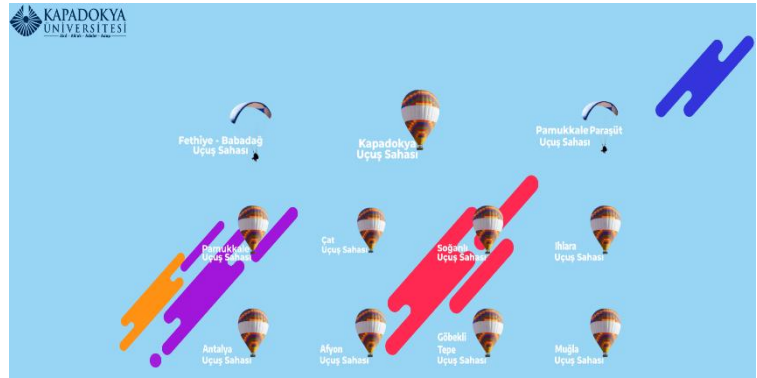 KAPADOKYA
ÜNİVERSİTESİ
Fethiye - Babadağ
Uçuş Sahası
Kapadokya
Uçuş Sahası
Pamukkale Paraşüt
Uçuş Sahası
Pamukkale
Uçuş Sahası
Çat
Uçuş Sahası
Soğanlı
Uçuş Sahası
Ihlara
Uçuş Sahası
Antalya
Uçuş Sahası
Afyon
Uçuş Sahası
Göbekli
Tepe
Uçuş Sahası
Muğla
Uçuş Sahası